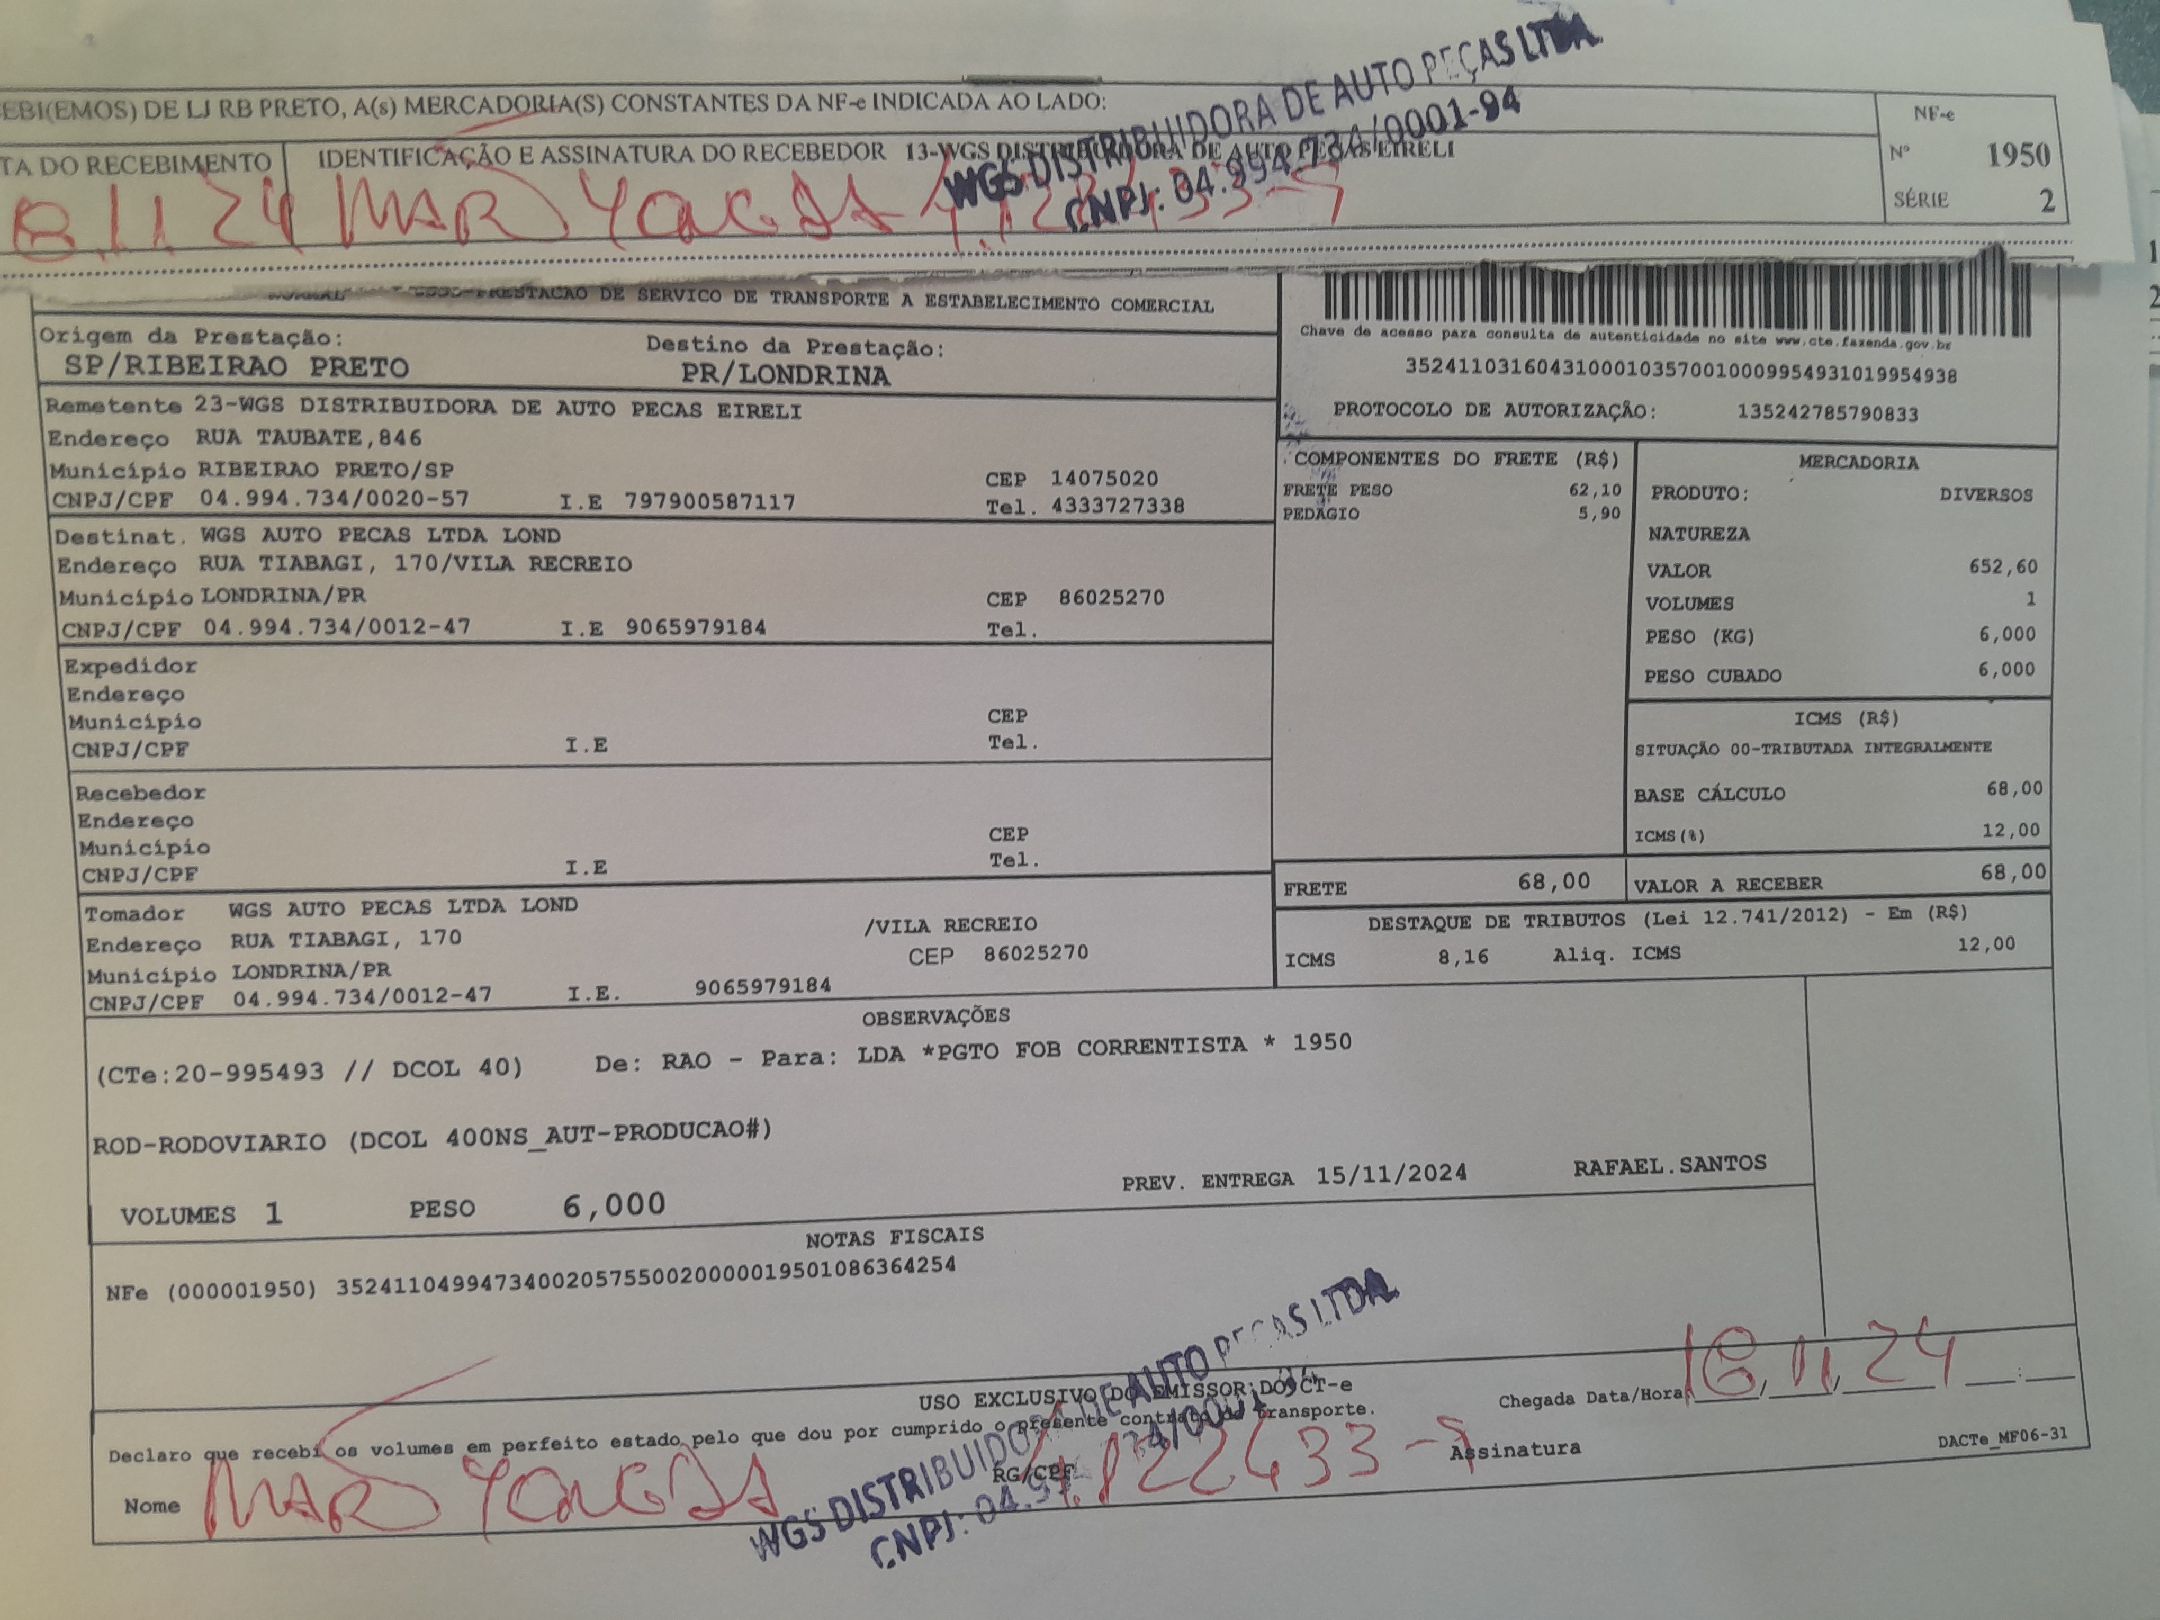 EBI(EMOS) DE LJ RB PRETO, A(s) MERCADORIA(S) CONSTANTES DA NF-e INDICADA AO LADO:
TA DO RECEBIMENTO IDENTIFICAÇÃO E ASSINATURA DO RECEBEDOR 13-WGS DISTRIBUIDORA DE AUTO PECAS EIRELI
WGS DISTRIBUIDORA DE AUTO PEÇAS LTDA
CNPJ: 04.994.734/0001-94
NF-e
Nº 1950
SÉRIE 2
8.11.24
NORMAL PRESTACAO DE SERVICO DE TRANSPORTE A ESTABELECIMENTO COMERCIAL
Origem da Prestação: Destino da Prestação:
SP/RIBEIRAO PRETO PR/LONDRINA
Chave de acesso para consulta de autenticidade no site www.cte.fazenda.gov.br
35241103160431000103570010009954931019954938
PROTOCOLO DE AUTORIZAÇÃO: 135242785790833
Remetente 23-WGS DISTRIBUIDORA DE AUTO PECAS EIRELI
Endereço RUA TAUBATE,846
Município RIBEIRAO PRETO/SP CEP 14075020
CNPJ/CPF 04.994.734/0020-57 I.E 797900587117 Tel. 4333727338
Destinat. WGS AUTO PECAS LTDA LOND
Endereço RUA TIABAGI, 170/VILA RECREIO
Município LONDRINA/PR CEP 86025270
CNPJ/CPF 04.994.734/0012-47 I.E 9065979184 Tel.
Expedidor
Endereço
Município CEP
CNPJ/CPF I.E Tel.
Recebedor
Endereço
Município CEP
CNPJ/CPF I.E Tel.
Tomador WGS AUTO PECAS LTDA LOND
Endereço RUA TIABAGI, 170 /VILA RECREIO
Município LONDRINA/PR CEP 86025270
CNPJ/CPF 04.994.734/0012-47 I.E. 9065979184
COMPONENTES DO FRETE (R$)
FRETE PESO 62,10
PEDÁGIO 5,90
MERCADORIA
PRODUTO: DIVERSOS
NATUREZA
VALOR 652,60
VOLUMES 1
PESO (KG) 6,000
PESO CUBADO 6,000
ICMS (R$)
SITUAÇÃO 00-TRIBUTADA INTEGRALMENTE
BASE CÁLCULO 68,00
ICMS(%) 12,00
FRETE 68,00 VALOR A RECEBER 68,00
DESTAQUE DE TRIBUTOS (Lei 12.741/2012) - Em (R$)
ICMS 8,16 Aliq. ICMS 12,00
OBSERVAÇÕES
(CTe:20-995493 // DCOL 40) De: RAO - Para: LDA *PGTO FOB CORRENTISTA * 1950
ROD-RODOVIARIO (DCOL 400NS_AUT-PRODUCAO#)
PREV. ENTREGA 15/11/2024 RAFAEL.SANTOS
VOLUMES 1 PESO 6,000
NOTAS FISCAIS
NFe (000001950) 35241104994734002057550020000019501086364254
USO EXCLUSIVO DO EMISSOR DO CT-e
Chegada Data/Hora 18/11/24 :
Declaro que recebi os volumes em perfeito estado pelo que dou por cumprido o presente contrato de transporte.
Nome RG/CPF Assinatura
DACTe_MF06-31
WGS DISTRIBUIDORA DE AUTO PEÇAS LTDA